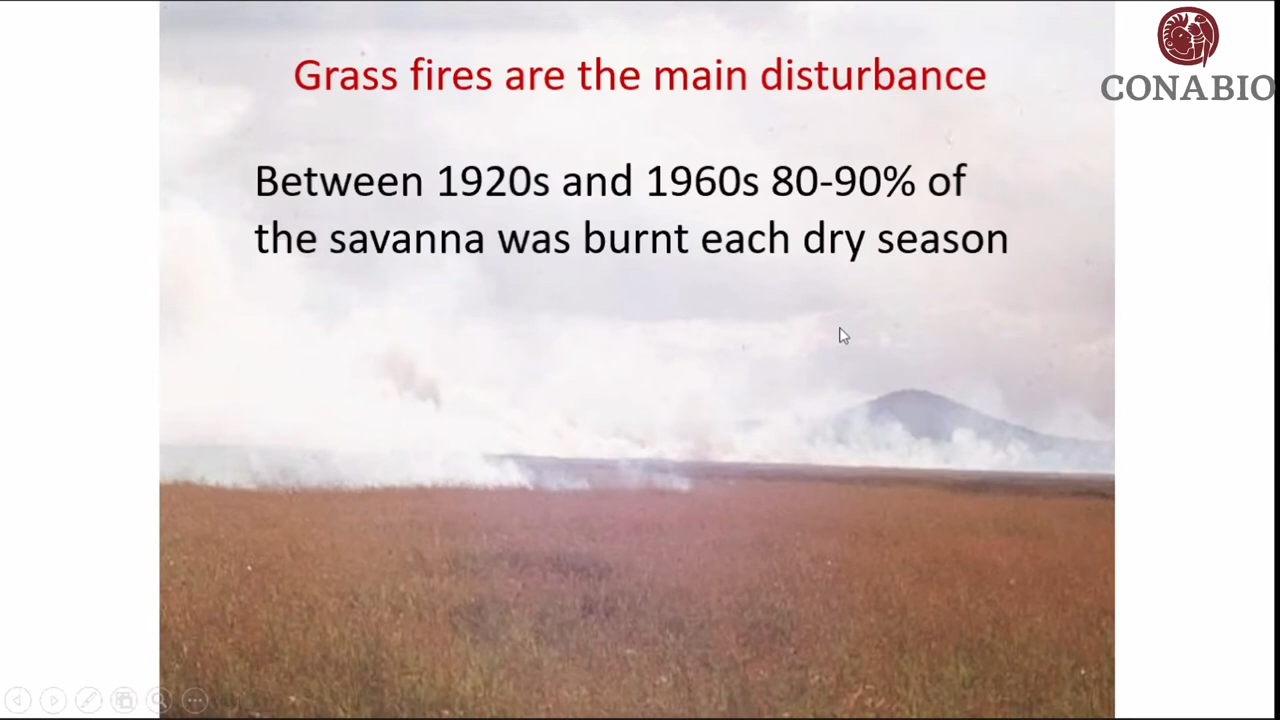 Grass fires are the main disturbance
CONABIO
Between 1920s and 1960s 80-90% of
the savanna was burnt each dry season